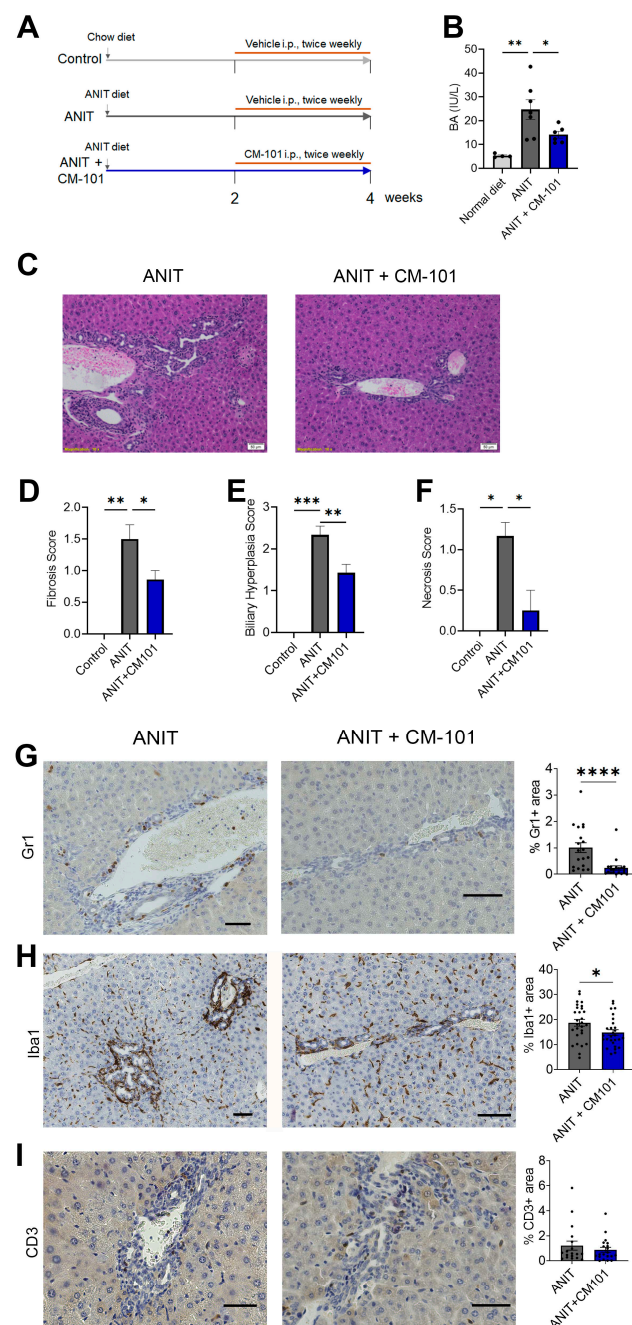 A
Chow diet
Control
Vehicle i.p., twice weekly
ANIT diet
ANIT
Vehicle i.p., twice weekly
ANIT diet
ANIT +
CM-101
CM-101 i.p., twice weekly
2
4
weeks
B
BA (IU/L)
50
40
30
20
10
0
**
*
Normal diet
ANIT
ANIT + CM-101
C
ANIT
ANIT + CM-101
D
Fibrosis Score
2.0
1.5
1.0
0.5
0.0
**
*
Control
ANIT
ANIT+CM101
E
Biliary Hyperplasia Score
3
2
1
0
***
**
Control
ANIT
ANIT+CM101
F
Necrosis Score
1.5
1.0
0.5
0.0
*
*
Control
ANIT
ANIT+CM101
ANIT
ANIT + CM-101
G
Gr1
% Gr1+ area
4
3
2
1
0
****
ANIT
ANIT + CM101
H
Iba1
% Iba1+ area
40
30
20
10
0
*
ANIT
ANIT + CM101
I
CD3
% CD3+ area
8
6
4
2
0
ANIT
ANIT+CM101